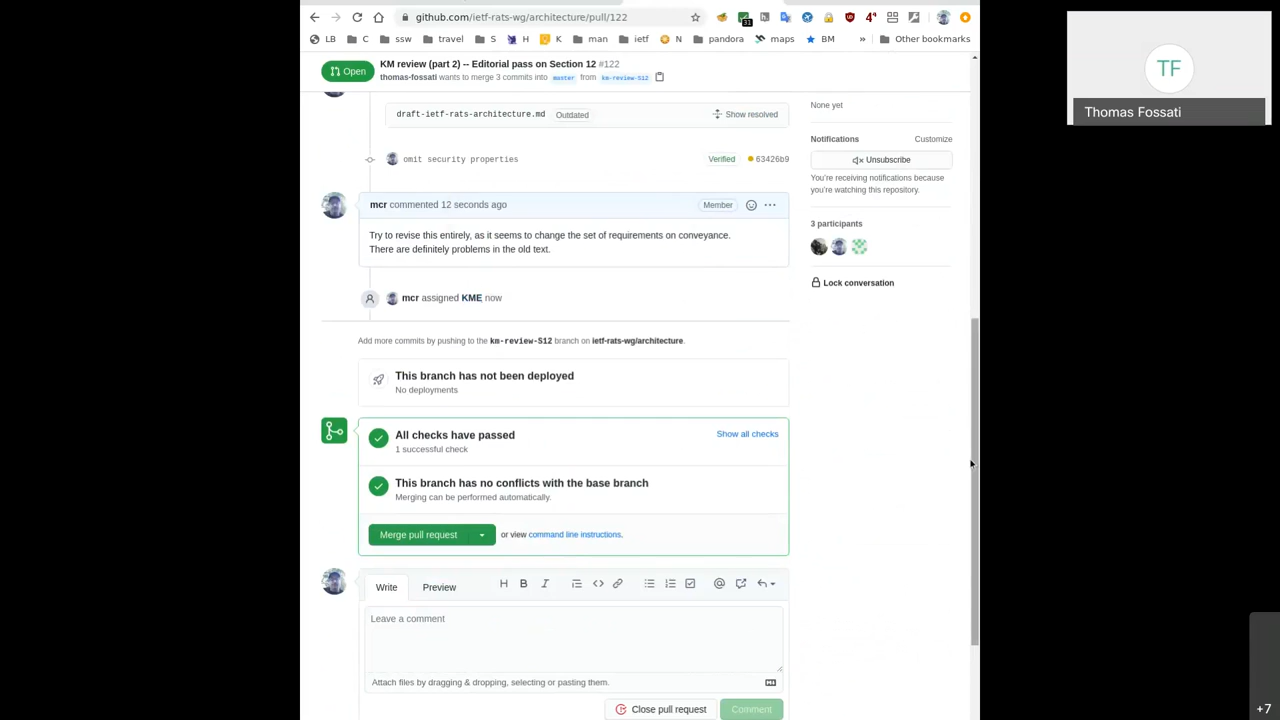 github.com/ietf-rats-wg/architecture/pull/122
31
4⁹
LB C ssw travel S H K man ietf N pandora maps BM » Other bookmarks
Open
KM review (part 2) -- Editorial pass on Section 12 #122
thomas-fossati wants to merge 3 commits into master from km-review-S12
draft-ietf-rats-architecture.md Outdated Show resolved
omit security properties Verified 63426b9
mcr commented 12 seconds ago Member
Try to revise this entirely, as it seems to change the set of requirements on conveyance.
There are definitely problems in the old text.
mcr assigned KME now
Add more commits by pushing to the km-review-S12 branch on ietf-rats-wg/architecture.
This branch has not been deployed
No deployments
All checks have passed Show all checks
1 successful check
This branch has no conflicts with the base branch
Merging can be performed automatically.
Merge pull request or view command line instructions.
Write Preview
Leave a comment
Attach files by dragging & dropping, selecting or pasting them.
Close pull request Comment
None yet
Notifications Customize
Unsubscribe
You're receiving notifications because
you're watching this repository.
3 participants
Lock conversation
TF
Thomas Fossati
+7